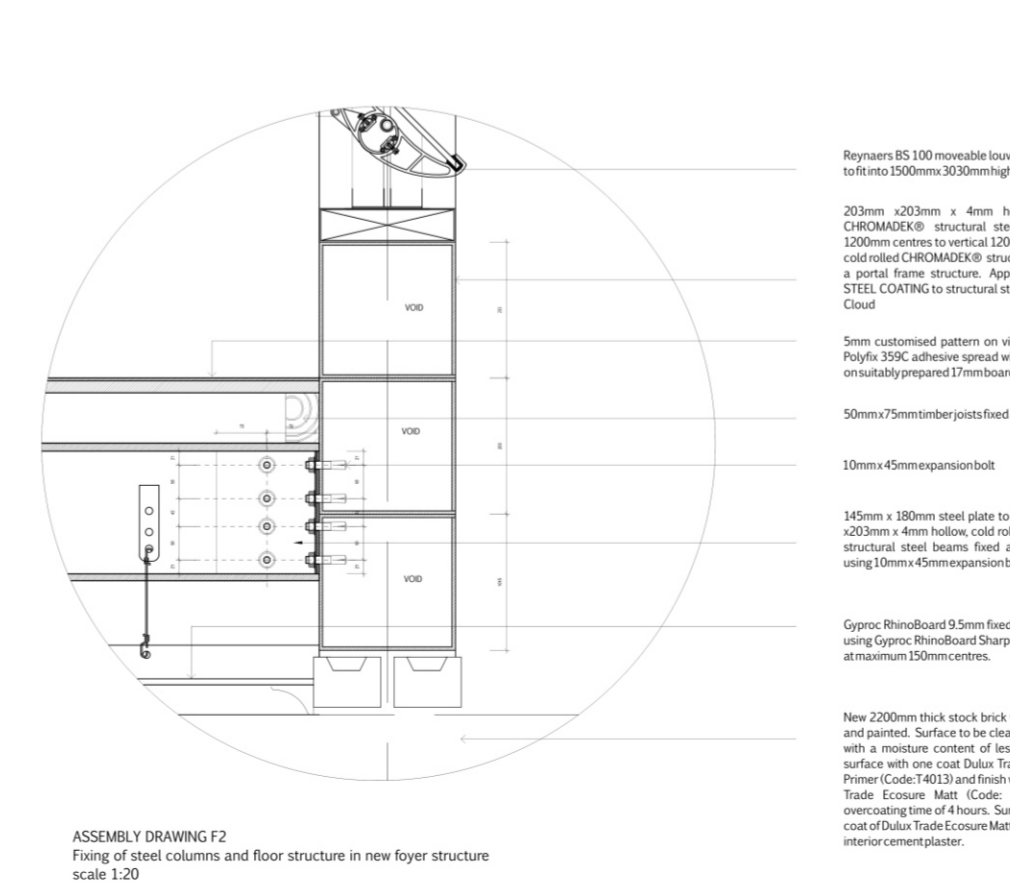 Reynaers BS 100 moveable louv
to fit into 1500mmx 3030mm high
203mm x203mm x 4mm h
CHROMADEK® structural ste
1200mm centres to vertical 120
cold rolled CHROMADEK® struc
a portal frame structure. App
STEEL COATING to structural st
Cloud
VOID
5mm customised pattern on vi
Polyfix 359C adhesive spread w
on suitably prepared 17mm board
50mm x 75mm timber joists fixed
VOID
10mm x 45mm expansion bolt
145mm x 180mm steel plate to
x203mm x 4mm hollow, cold rol
structural steel beams fixed a
using 10mm x 45mm expansion b
VOID
Gyproc RhinoBoard 9.5mm fixed
using Gyproc RhinoBoard Sharp
at maximum 150mm centres.
New 2200mm thick stock brick
and painted. Surface to be clea
with a moisture content of les
surface with one coat Dulux Tra
Primer (Code:T4013) and finish
Trade Ecosure Matt (Code:
overcoating time of 4 hours. Sur
coat of Dulux Trade Ecosure Matt
interior cement plaster.
ASSEMBLY DRAWING F2
Fixing of steel columns and floor structure in new foyer structure
scale 1:20